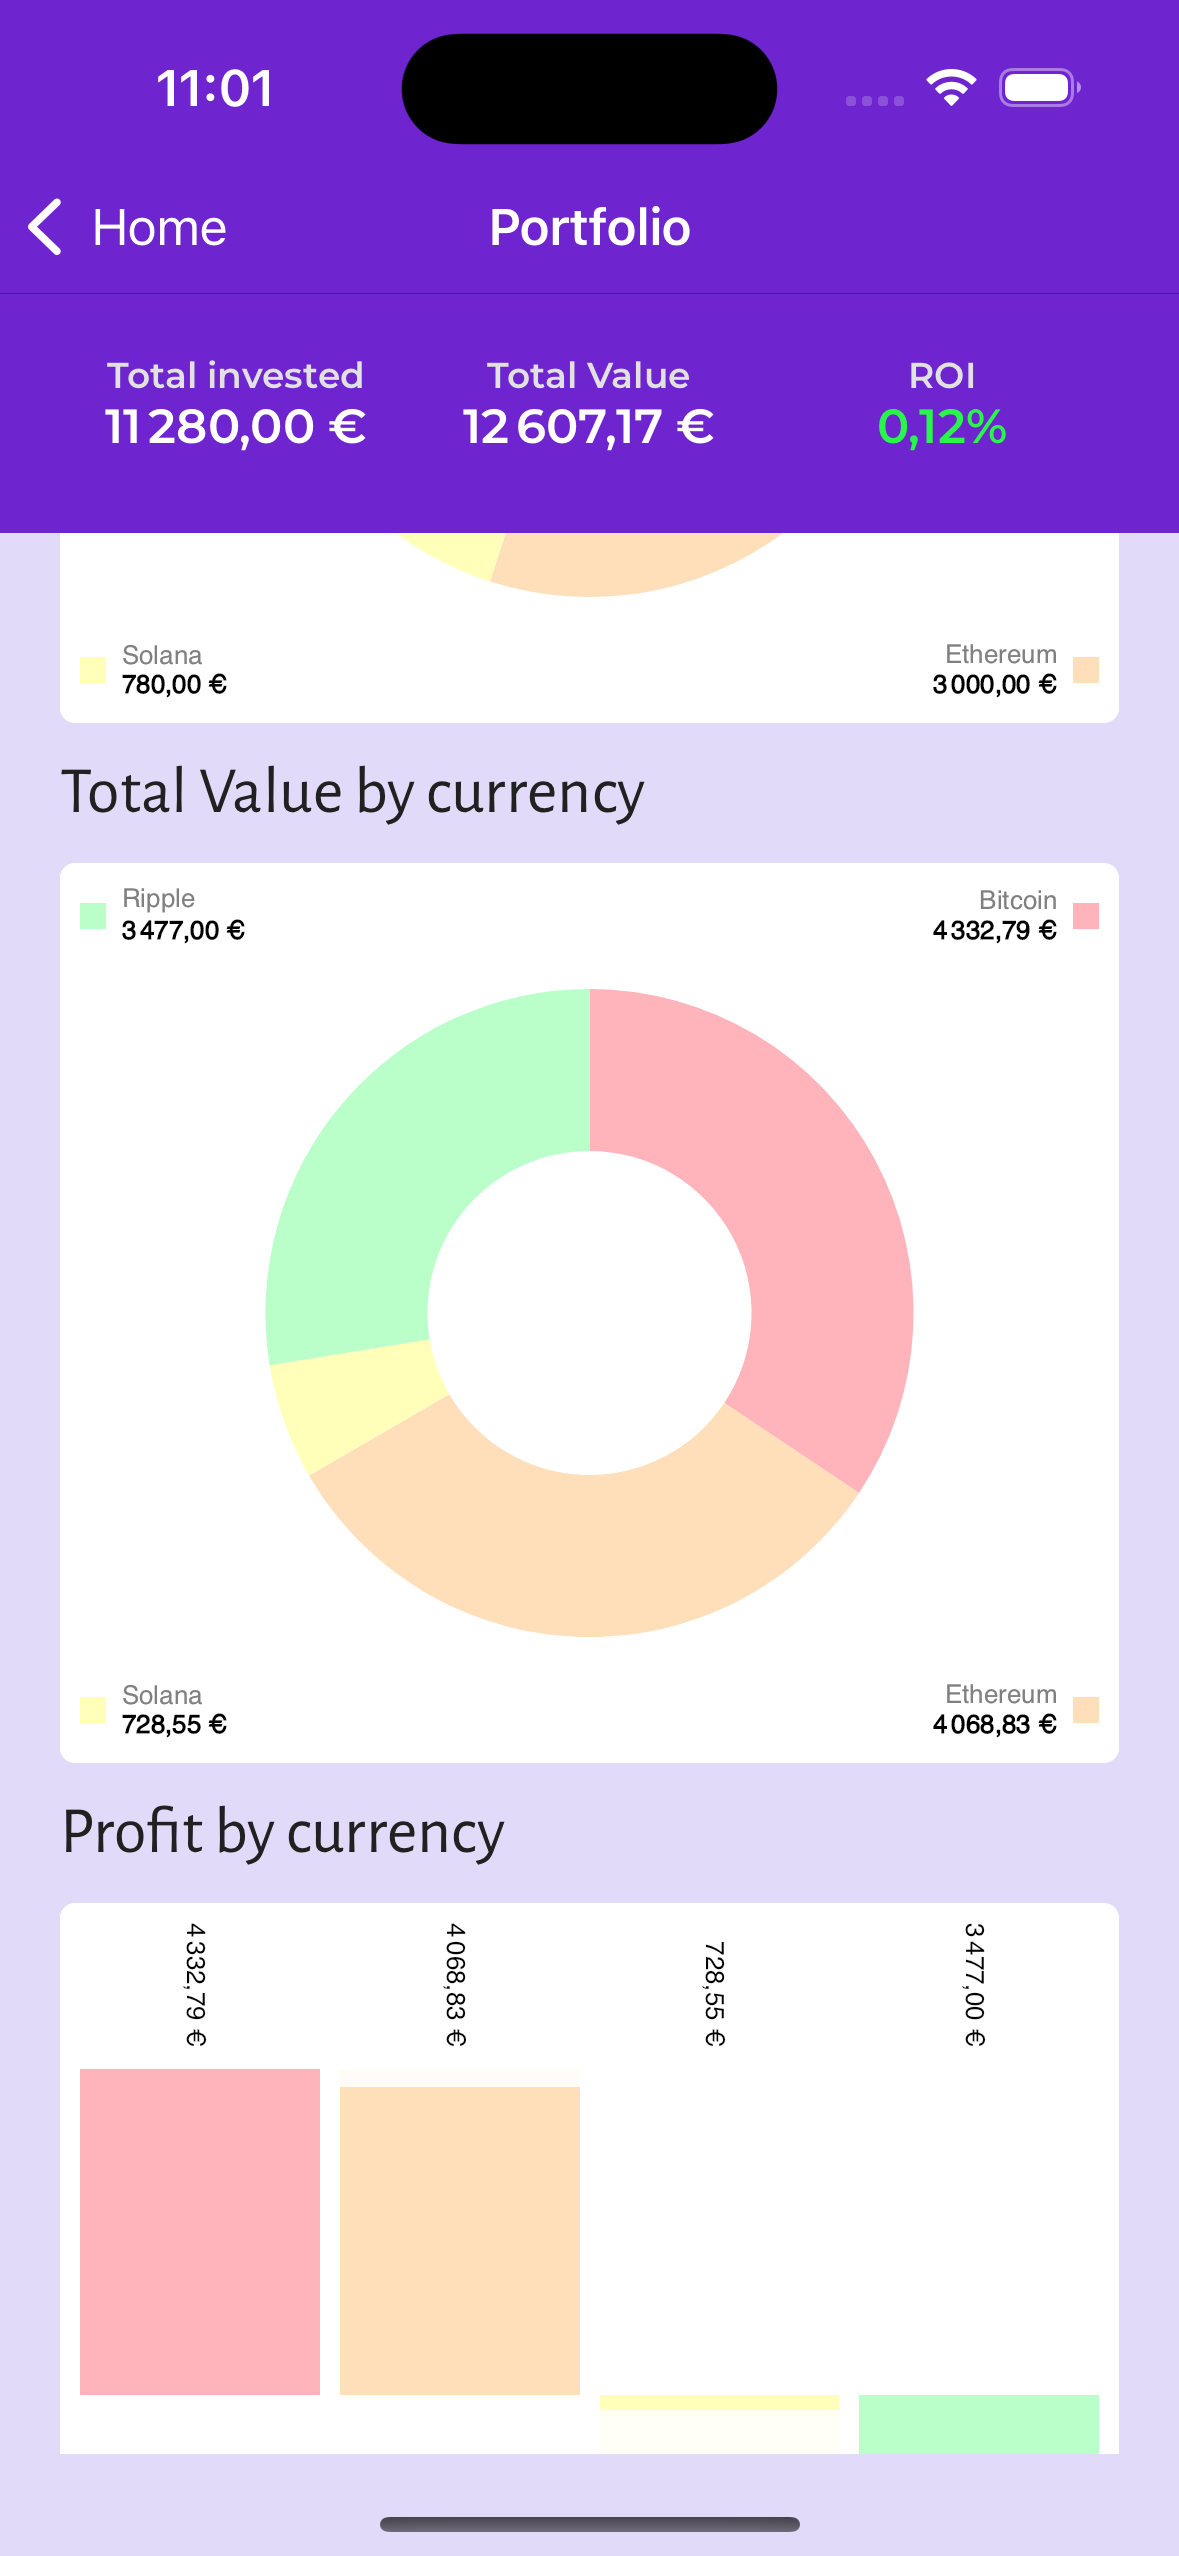 11:01
Home
Portfolio
Total invested
11 280,00 €
Total Value
12 607,17 €
ROI
0,12%
Solana
780,00 €
Ethereum
3 000,00 €
Total Value by currency
Ripple
3 477,00 €
Bitcoin
4 332,79 €
Solana
728,55 €
Ethereum
4 068,83 €
Profit by currency
4 332,79 €
4 068,83 €
728,55 €
3 477,00 €